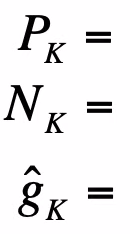 P_K =
N_K =
ĝ_K =